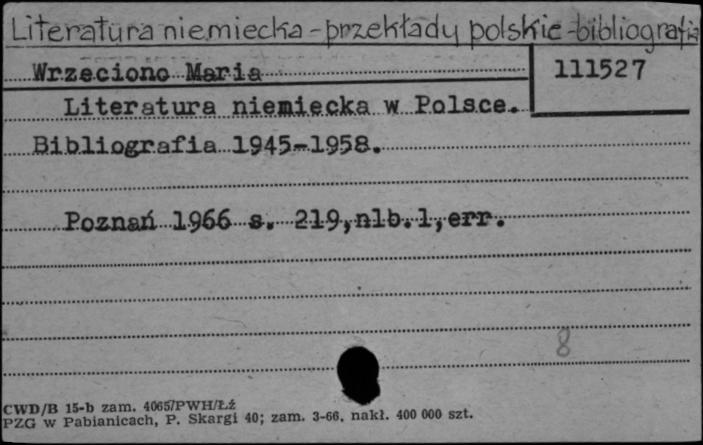 Literatura niemiecka - przekłady polskie - bibliografia
Wrzeciono Maria
111527
Literatura niemiecka w Polsce.
Bibliografia 1945-1958.
Poznań 1966 s. 219,nlb.1,err.
8
CWD/B 15-b zam. 4065/PWH/Łź
PZG w Pabianicach, P. Skargi 40; zam. 3-66. nakł. 400 000 szt.